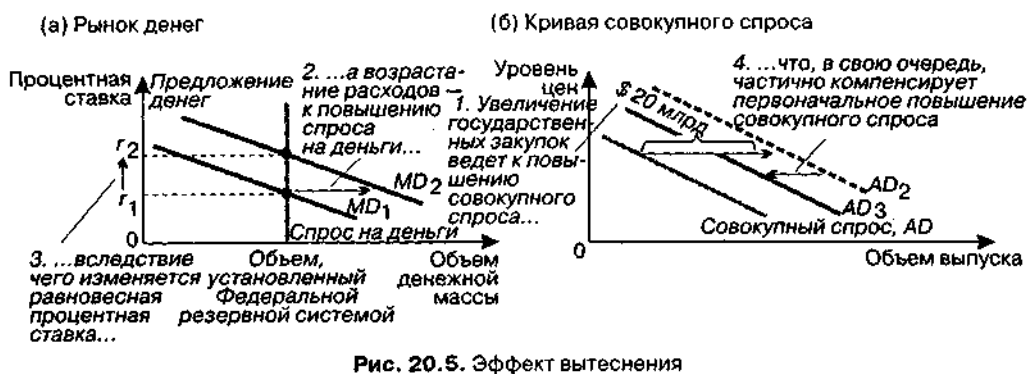 (а) Рынок денег
(б) Кривая совокупного спроса
Процентная
ставка
Предложение
денег
2. ...а возраста-
ние расходов –
к повышению
спроса
на деньги...
r2
r1
0
MD2
MD1
Спрос на деньги
3. ...вследствие
чего изменяется
равновесная
процентная
ставка...
Объем,
установленный
Федеральной
резервной системой
Объем
денежной
массы
Уровень
цен
1. Увеличение
государствен-
ных закупок
ведет к повы-
шению
совокупного
спроса...
$ 20 млрд
4. ...что, в свою очередь,
частично компенсирует
первоначальное повышение
совокупного спроса
AD2
AD3
Совокупный спрос, AD
0
Объем выпуска
Рис. 20.5. Эффект вытеснения